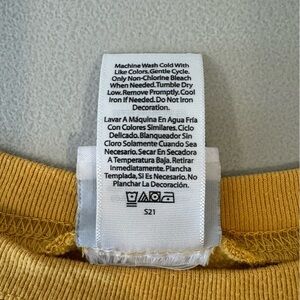 Machine Wash Cold With
Like Colors. Gentle Cycle.
Only Non-Chlorine Bleach
When Needed.Tumble Dry
Low. Remove Promptly. Cool
Iron If Needed. Do Not Iron
Decoration.
Lavar A Máquina En Agua Fría
Con Colores Similares. Ciclo
Delicado. Blanqueador Sin
Cloro Solamente Cuando Sea
Necesario. Secar En Secadora
A Temperatura Baja. Retirar
Inmediatamente. Plancha
Templada, Si Es Necesario. No
Planchar La Decoración.
S21